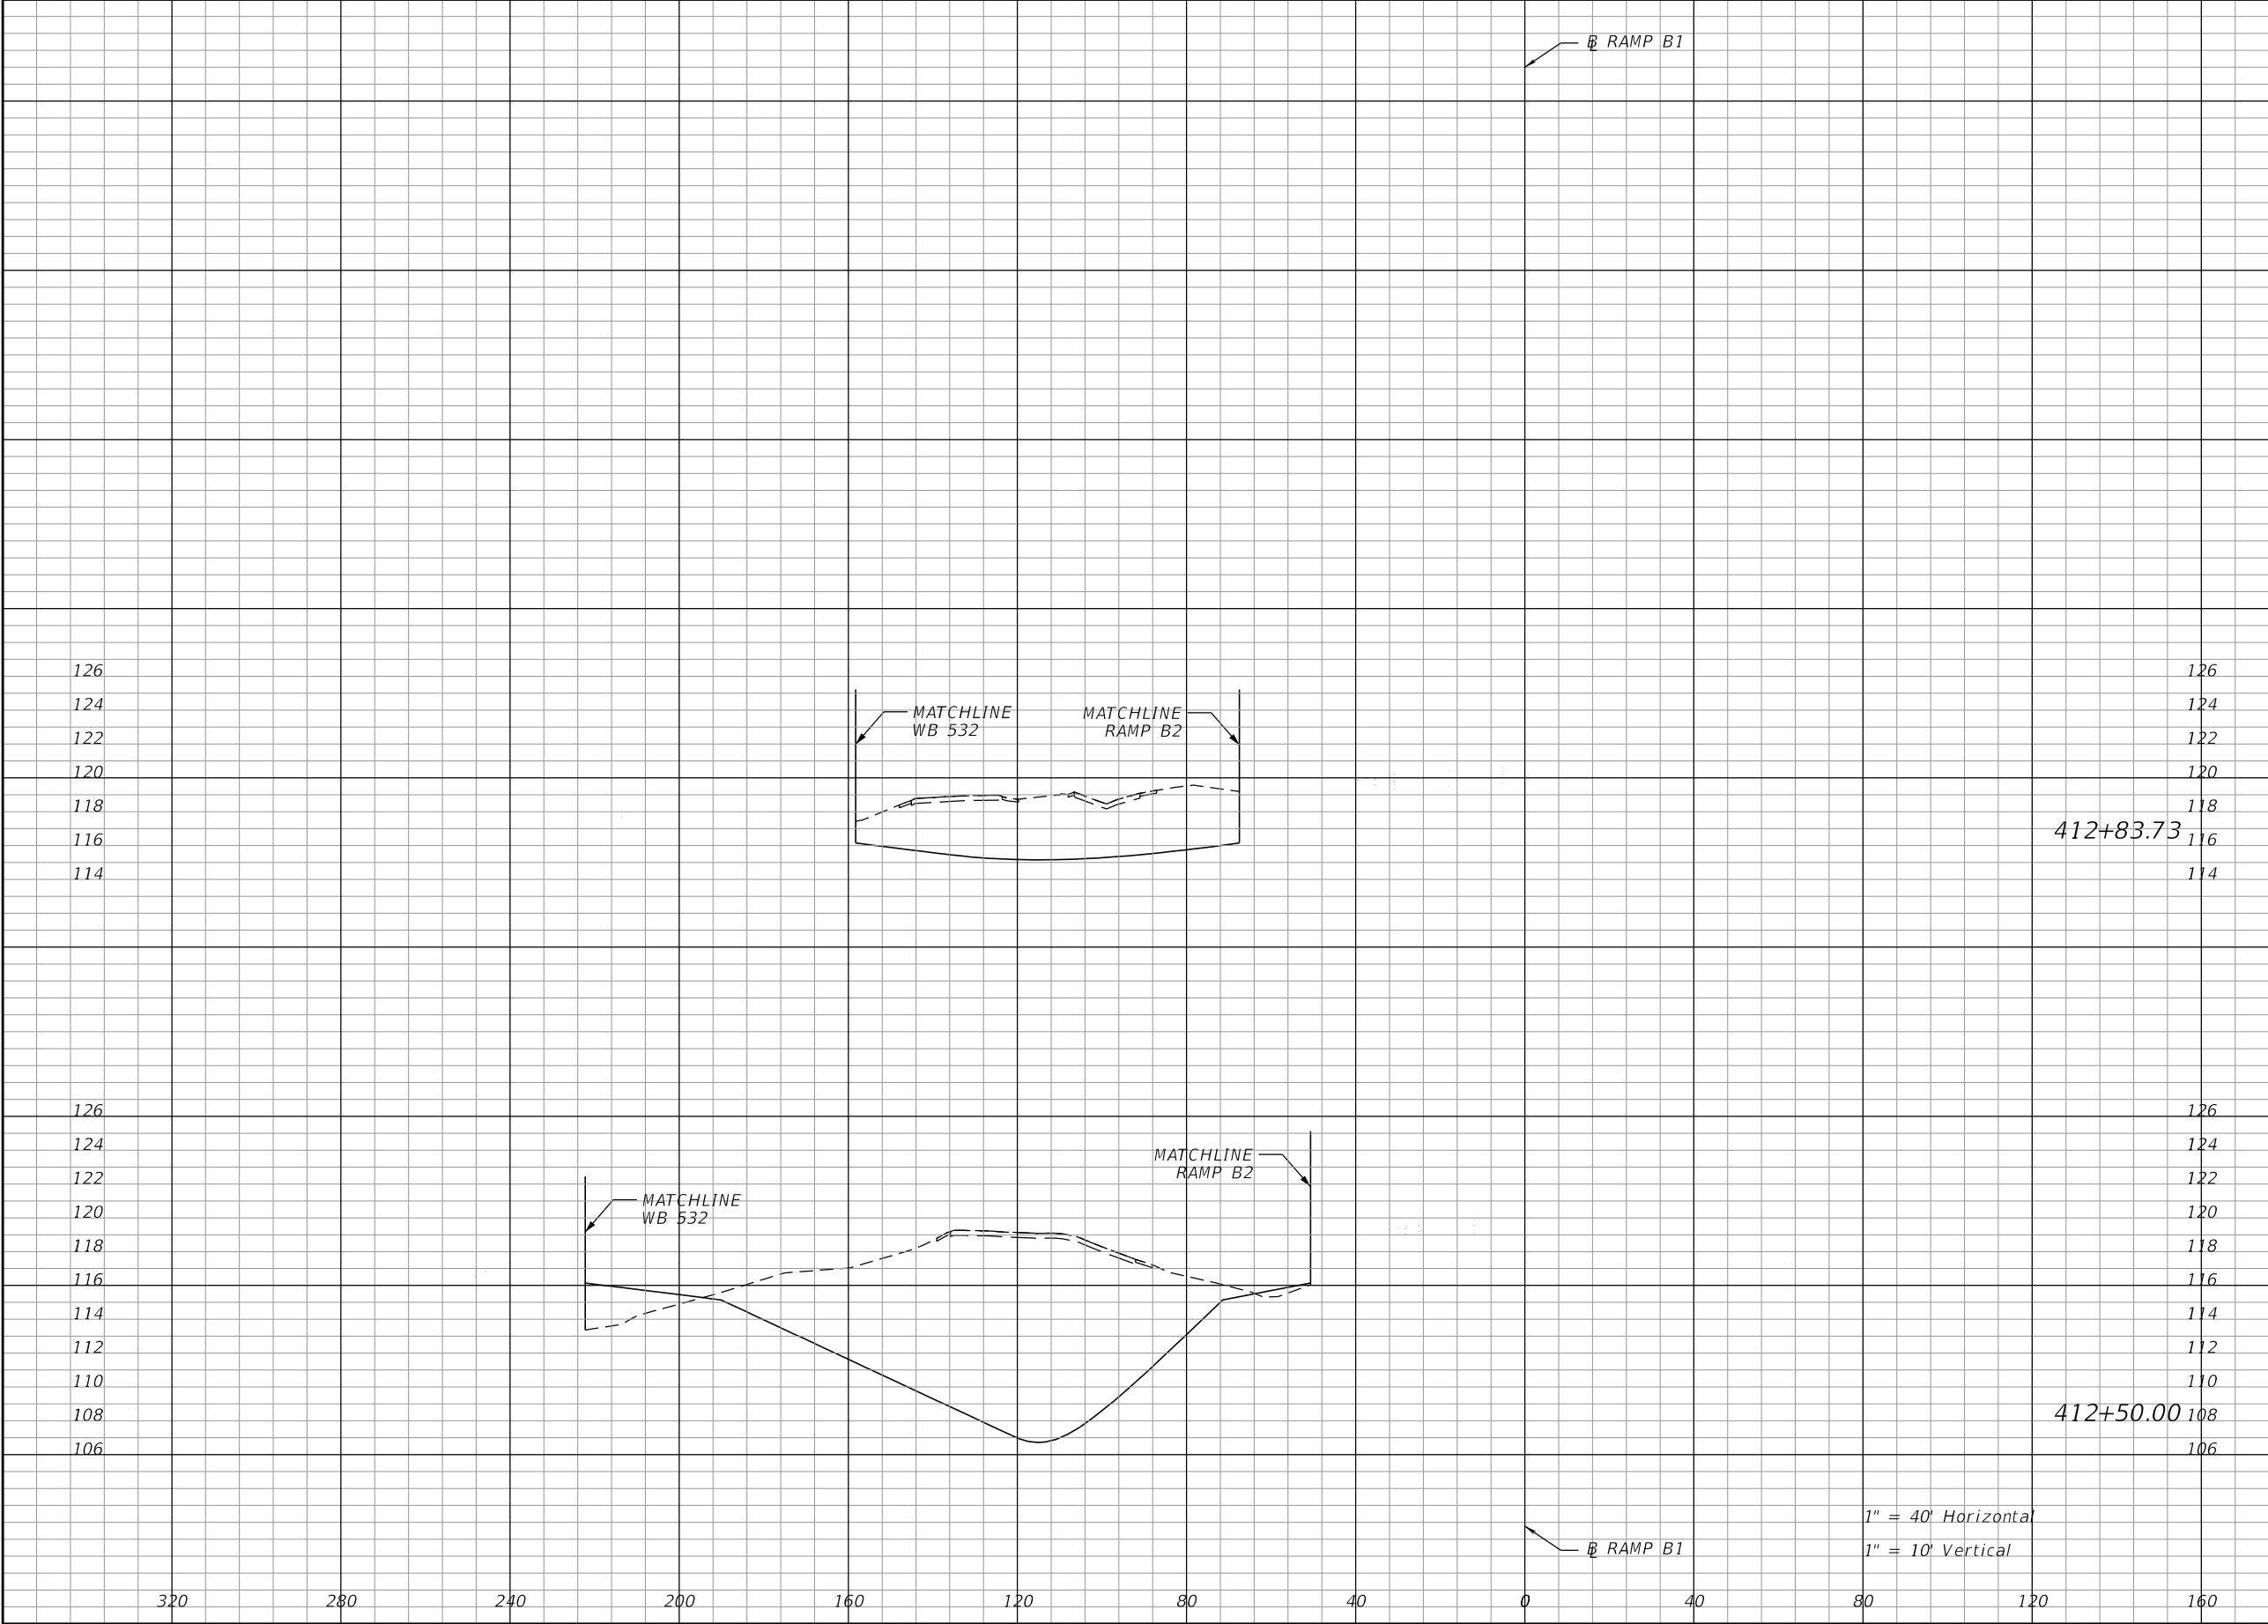 BL RAMP B1
126 126
124 124
MATCHLINE
WB 532
MATCHLINE
RAMP B2
122 122
120 120
118 118
412+83.73
116 116
114 114
126 126
124 124
MATCHLINE
RAMP B2
122 122
MATCHLINE
WB 532
120 120
118 118
116 116
114 114
112 112
110 110
412+50.00
108 108
106 106
1" = 40' Horizontal
BL RAMP B1
1" = 10' Vertical
320 280 240 200 160 120 80 40 0 40 80 120 160